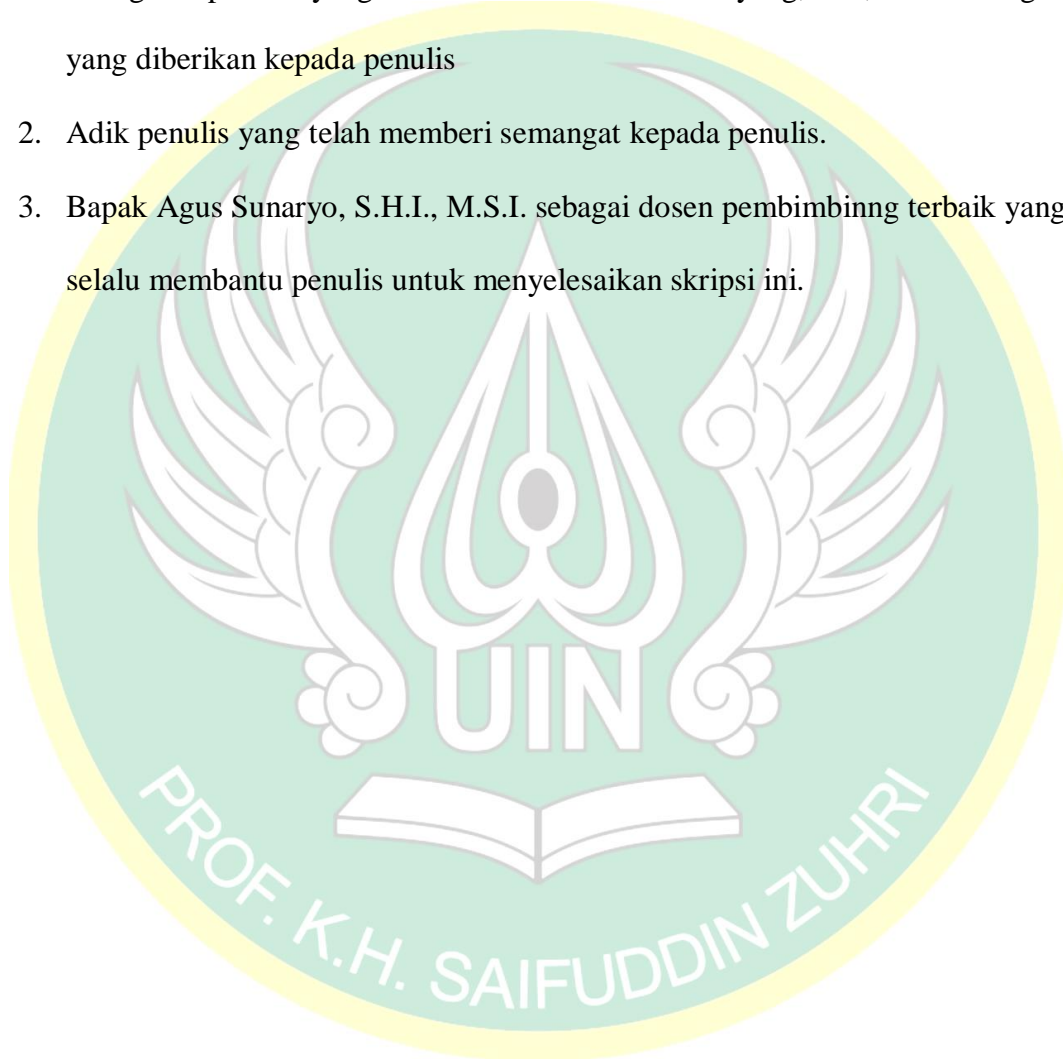 yang diberikan kepada penulis
2. Adik penulis yang telah memberi semangat kepada penulis.
3. Bapak Agus Sunaryo, S.H.I., M.S.I. sebagai dosen pembimbinng terbaik yang
selalu membantu penulis untuk menyelesaikan skripsi ini.
UIN
PROF. K.H. SAIFUDDIN ZUHRI